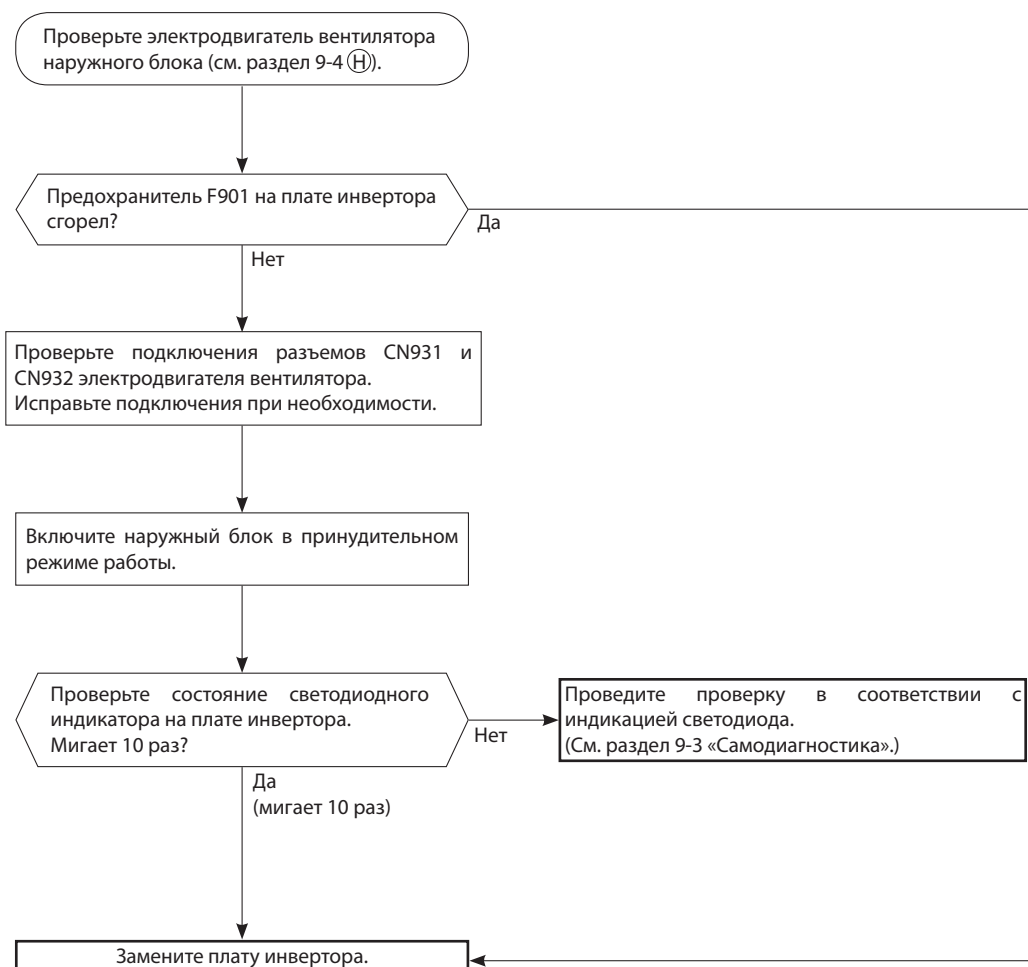 Проверьте электродвигатель вентилятора
наружного блока (см. раздел 9-4 Ⓗ).
Предохранитель F901 на плате инвертора
сгорел?
Да
Нет
Проверьте подключения разъемов CN931 и
CN932 электродвигателя вентилятора.
Исправьте подключения при необходимости.
Включите наружный блок в принудительном
режиме работы.
Проверьте состояние светодиодного
индикатора на плате инвертора.
Мигает 10 раз?
Нет
Проведите проверку в соответствии с
индикацией светодиода.
(См. раздел 9-3 «Самодиагностика».)
Да
(мигает 10 раз)
Замените плату инвертора.